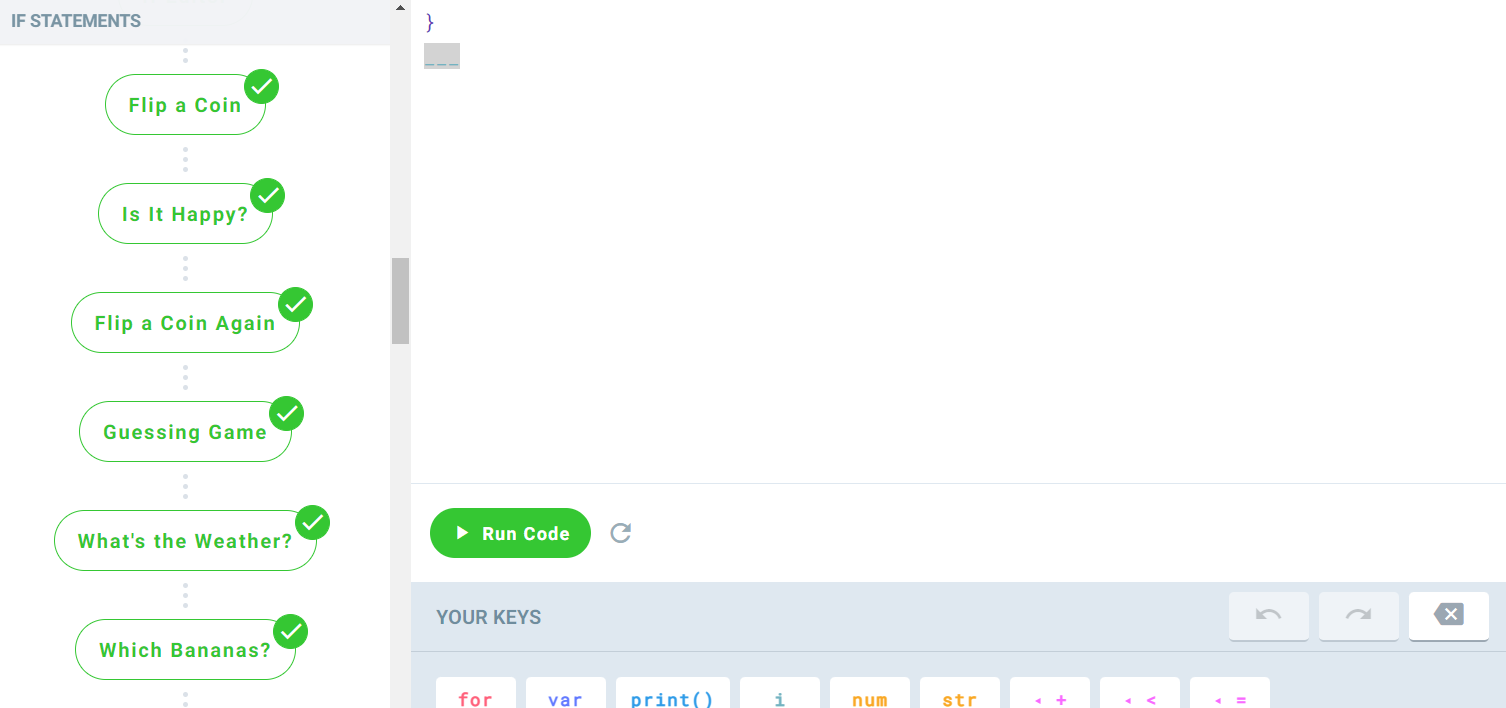 IF STATEMENTS
Flip a Coin
Is It Happy?
Flip a Coin Again
Guessing Game
What's the Weather?
Which Bananas?
}
___
Run Code
YOUR KEYS
for var print() i num str + < =